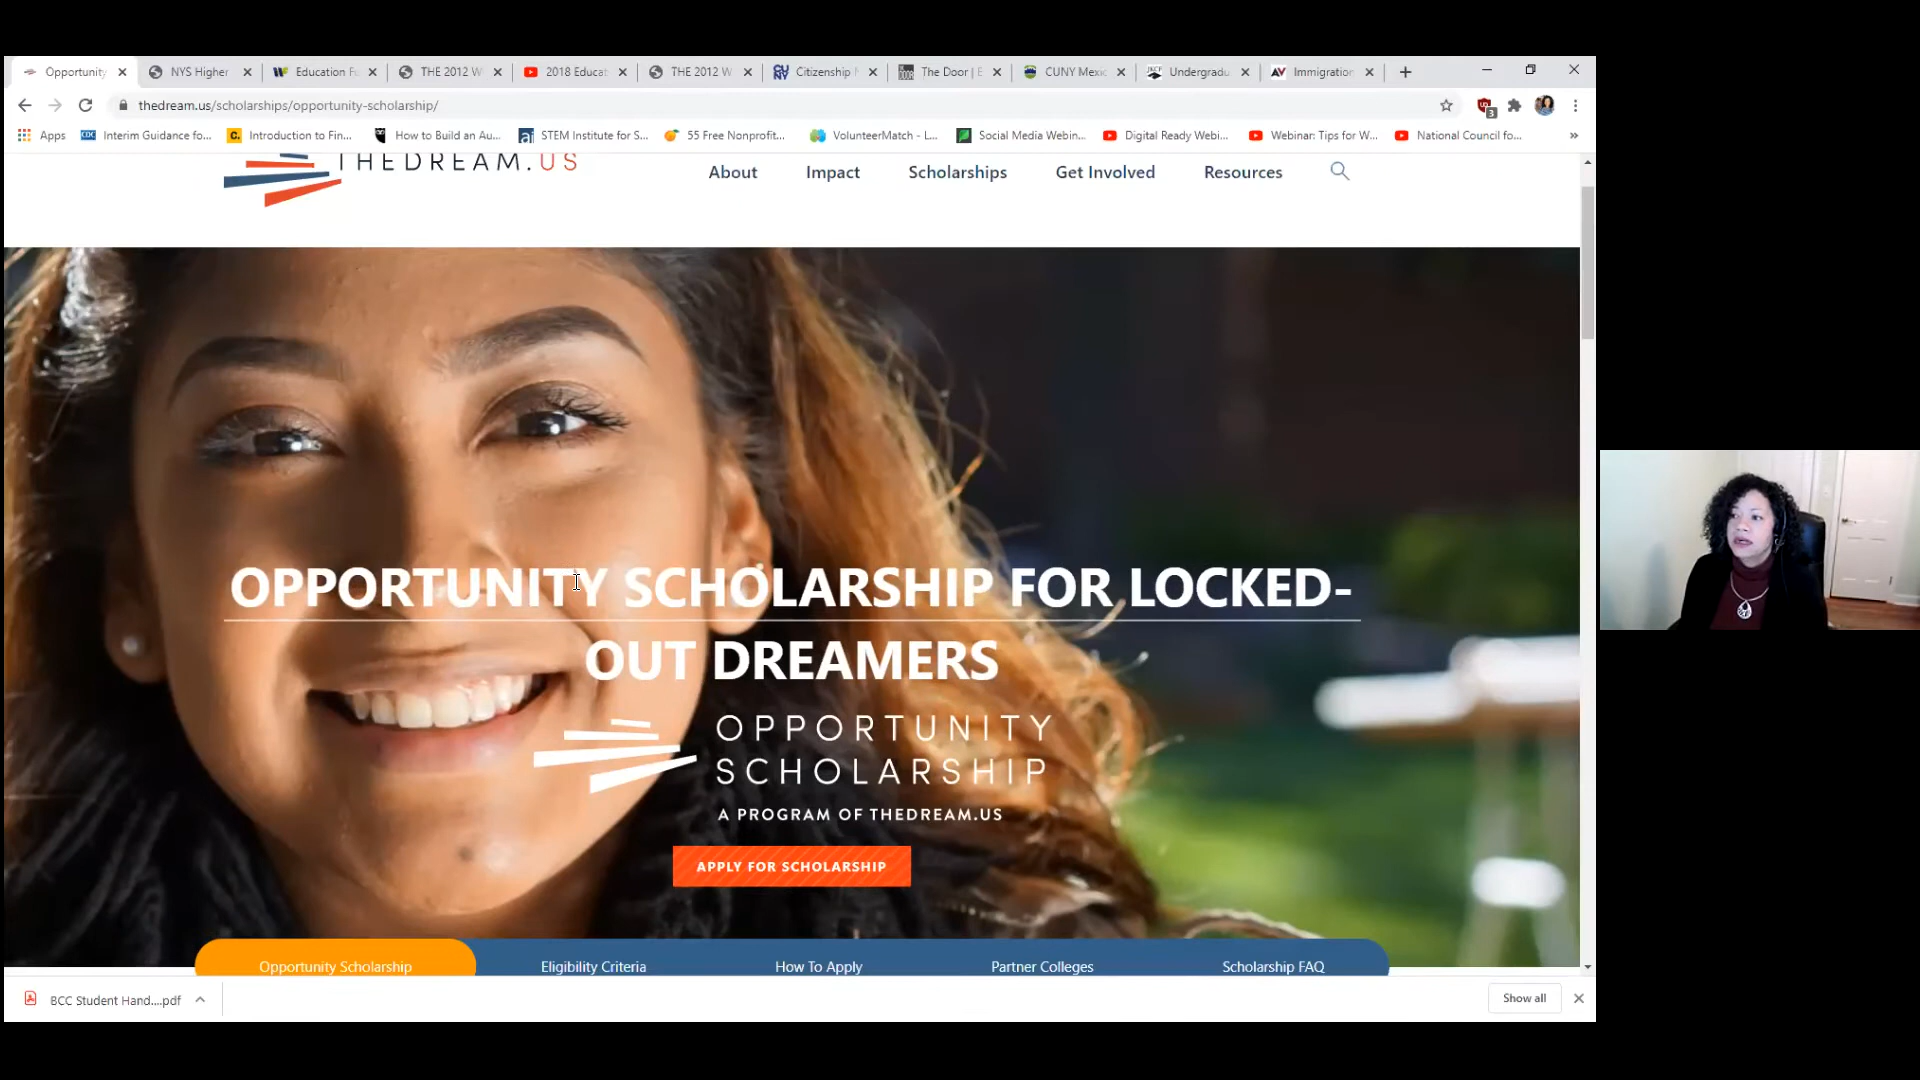 Opportunity
NYS Higher
Education Fu
THE 2012 W
2018 Educat
THE 2012 W
Citizenship N
The Door | E
CUNY Mexic
Undergradu
Immigration
thedream.us/scholarships/opportunity-scholarship/
3
Apps
Interim Guidance fo...
Introduction to Fin...
How to Build an Au...
STEM Institute for S...
55 Free Nonprofit...
VolunteerMatch - L...
Social Media Webin...
Digital Ready Webi...
Webinar: Tips for W...
National Council fo...
»
THEDREAM.US
About
Impact
Scholarships
Get Involved
Resources
OPPORTUNITY SCHOLARSHIP FOR LOCKED-
OUT DREAMERS
OPPORTUNITY
SCHOLARSHIP
A PROGRAM OF THEDREAM.US
APPLY FOR SCHOLARSHIP
Opportunity Scholarship
Eligibility Criteria
How To Apply
Partner Colleges
Scholarship FAQ
BCC Student Hand....pdf
Show all